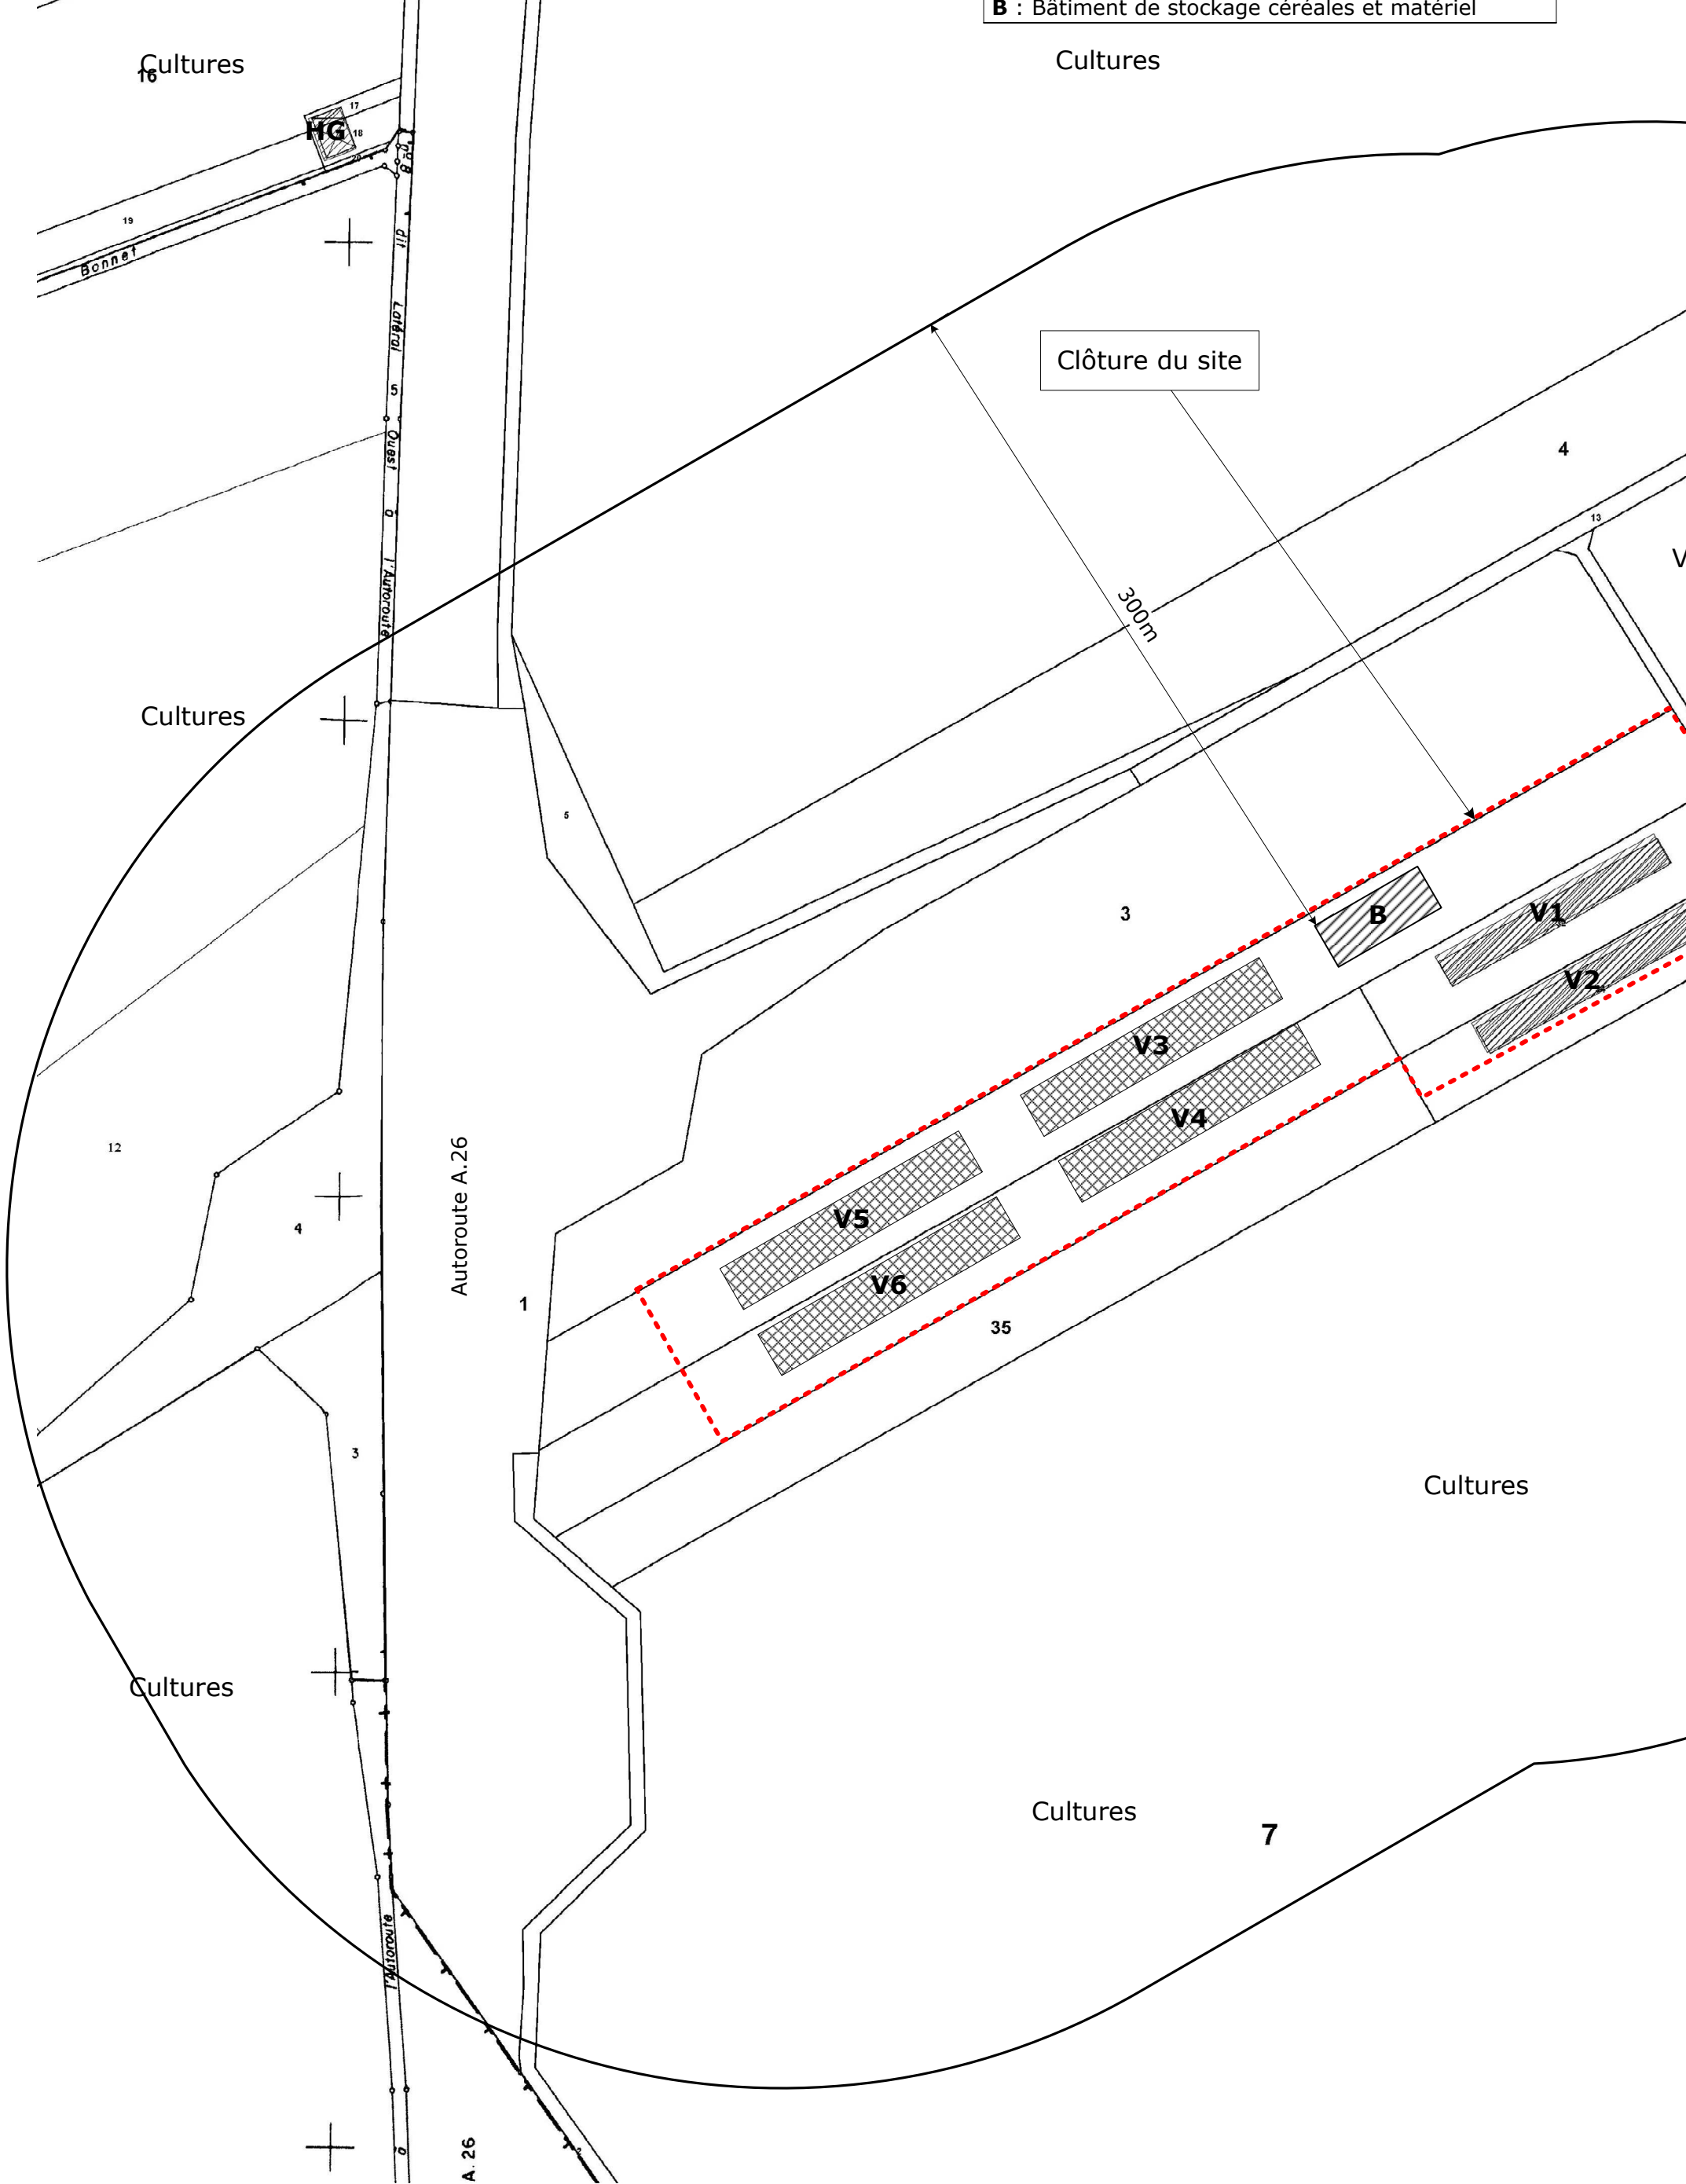 B : Bâtiment de stockage céréales et matériel
Cultures
16
Cultures
17
HG
18
20
n° 8
19
Bonnet
dit
Latéral
5
Ouest
à
l'Autoroute
Clôture du site
4
13
V
300m
Cultures
5
3
B
V1
V2
V3
V4
12
4
Autoroute A.26
V5
V6
1
35
3
Cultures
Cultures
Cultures
7
l'Autoroute
à
A. 26